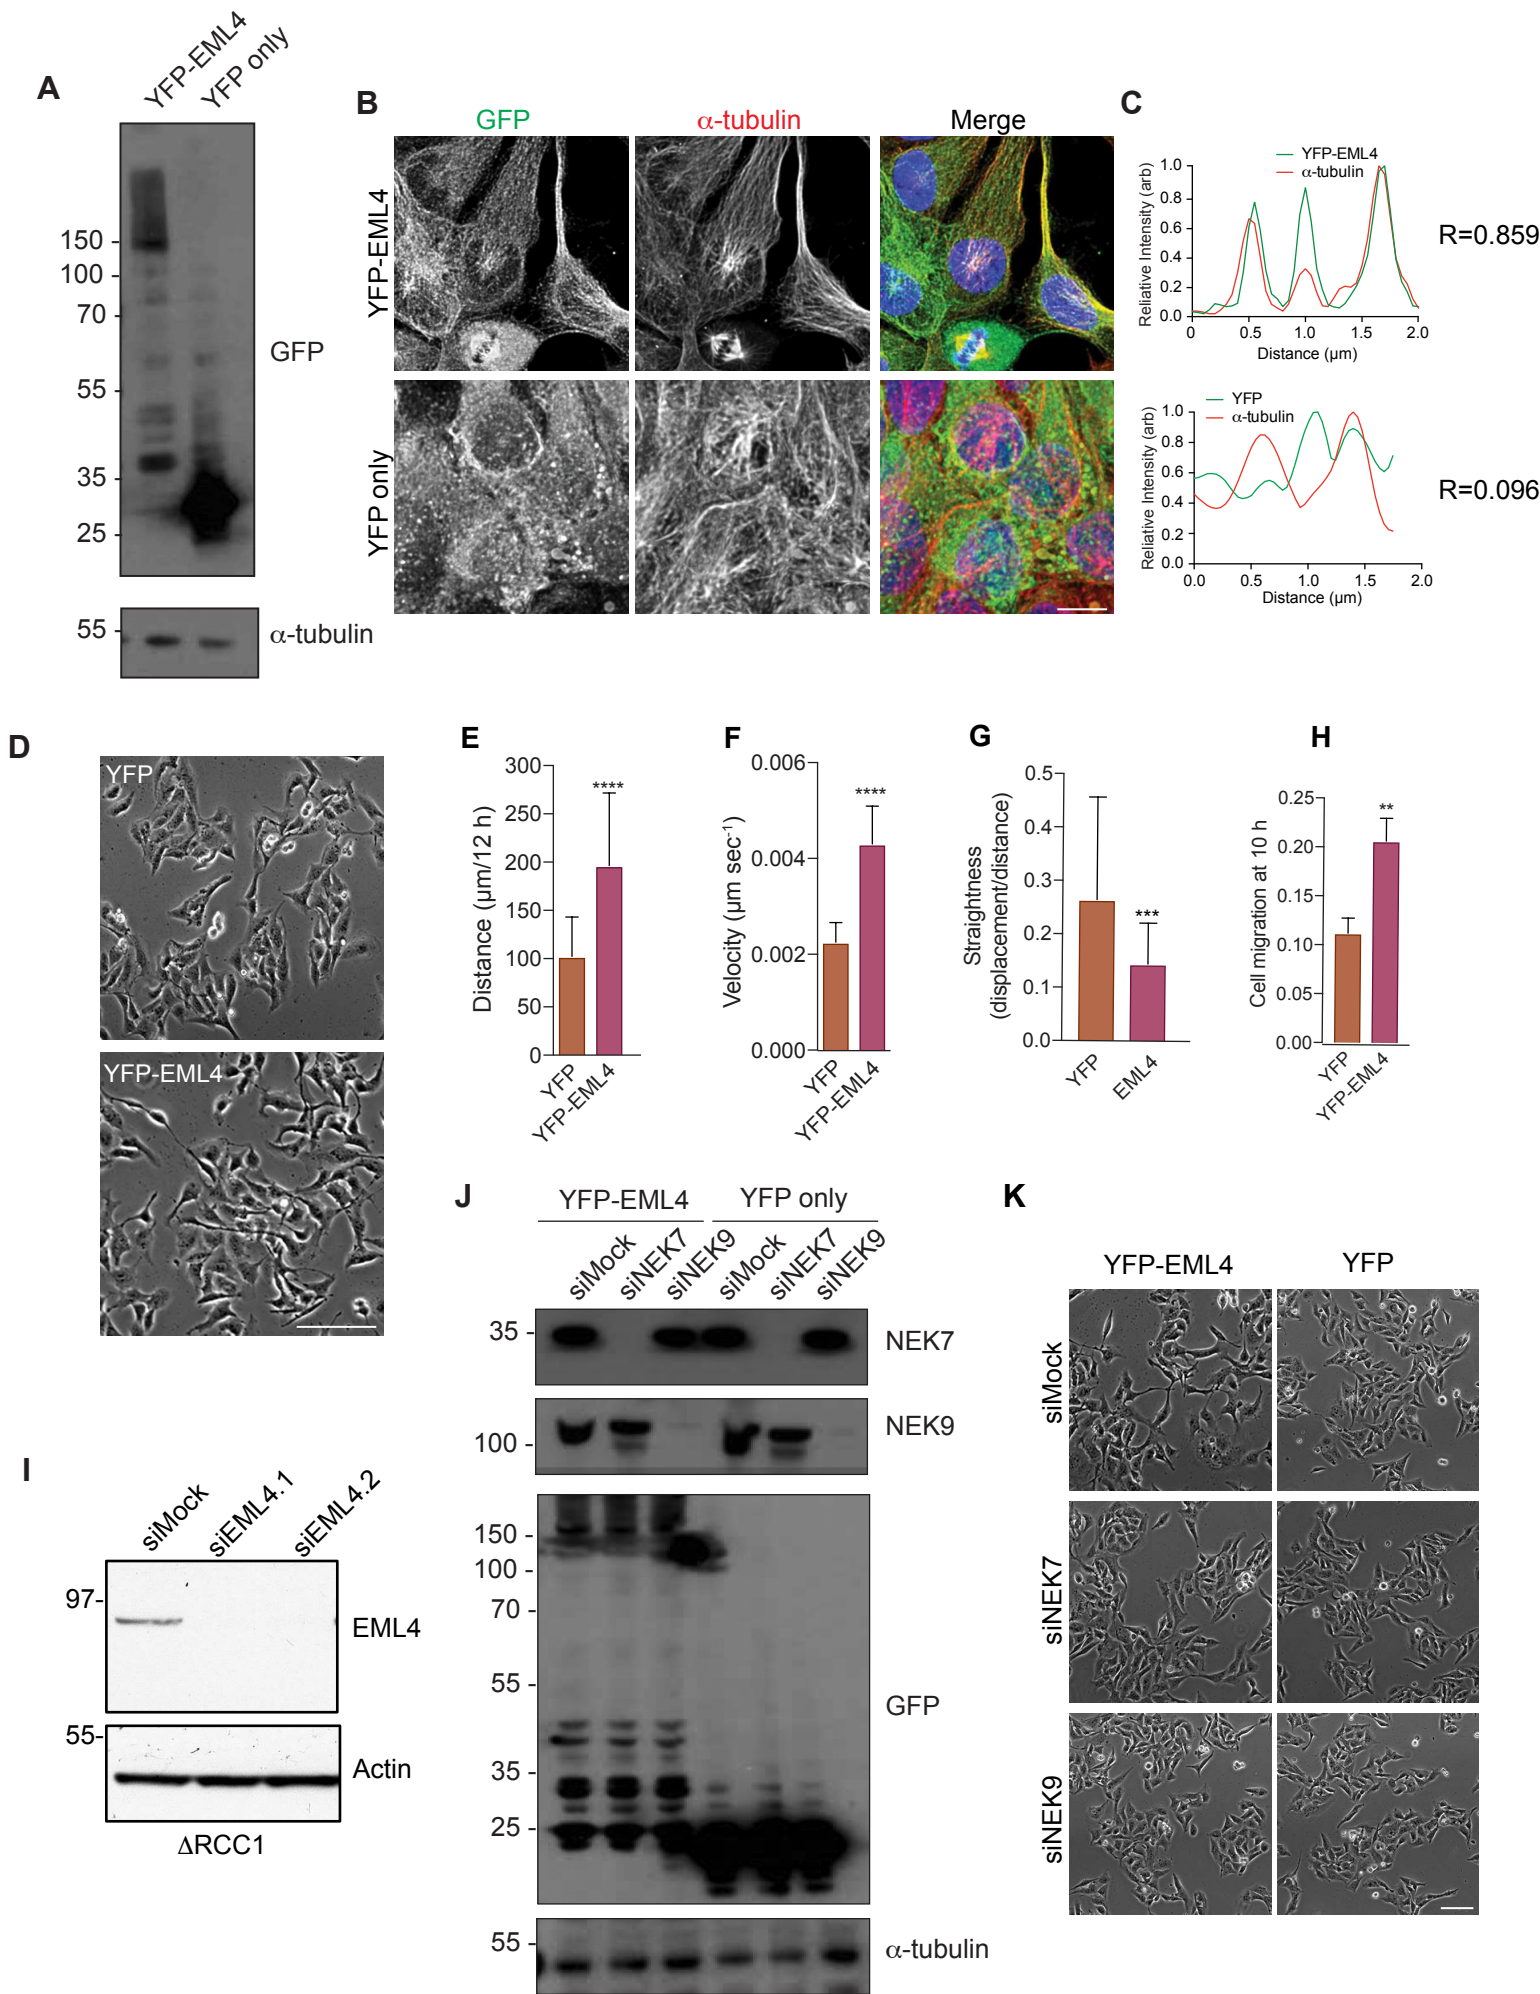 A
YFP-EML4
YFP only
150
100
70
55
35
25
GFP
55
α-tubulin
B
GFP
α-tubulin
Merge
YFP-EML4
YFP only
C
YFP-EML4
α-tubulin
Reliative Intensity (arb)
1.0
0.8
0.6
0.4
0.2
0.0
0 0.5 1.0 1.5 2.0
Distance (µm)
R=0.859
YFP
α-tubulin
Reliative Intensity (arb)
1.0
0.8
0.6
0.4
0.2
0.0
0.0 0.5 1.0 1.5 2.0
Distance (µm)
R=0.096
D
YFP
YFP-EML4
E
Distance (µm/12 h)
300
250
200
150
100
50
0
****
YFP
YFP-EML4
F
Velocity (µm sec-1)
0.006
0.004
0.002
0.000
****
YFP
YFP-EML4
G
Straightness
(displacement/distance)
0.5
0.4
0.3
0.2
0.1
0.0
***
YFP
EML4
H
Cell migration at 10 h
0.25
0.20
0.15
0.10
0.05
0.00
**
YFP
YFP-EML4
I
siMock
siEML4.1
siEML4.2
97-
EML4
55-
Actin
ΔRCC1
J
YFP-EML4 YFP only
siMock
siNEK7
siNEK9
siMock
siNEK7
siNEK9
35 -
NEK7
100 -
NEK9
150 -
100 -
70 -
55 -
35 -
25 -
GFP
55 -
α-tubulin
K
YFP-EML4 YFP
siMock
siNEK7
siNEK9